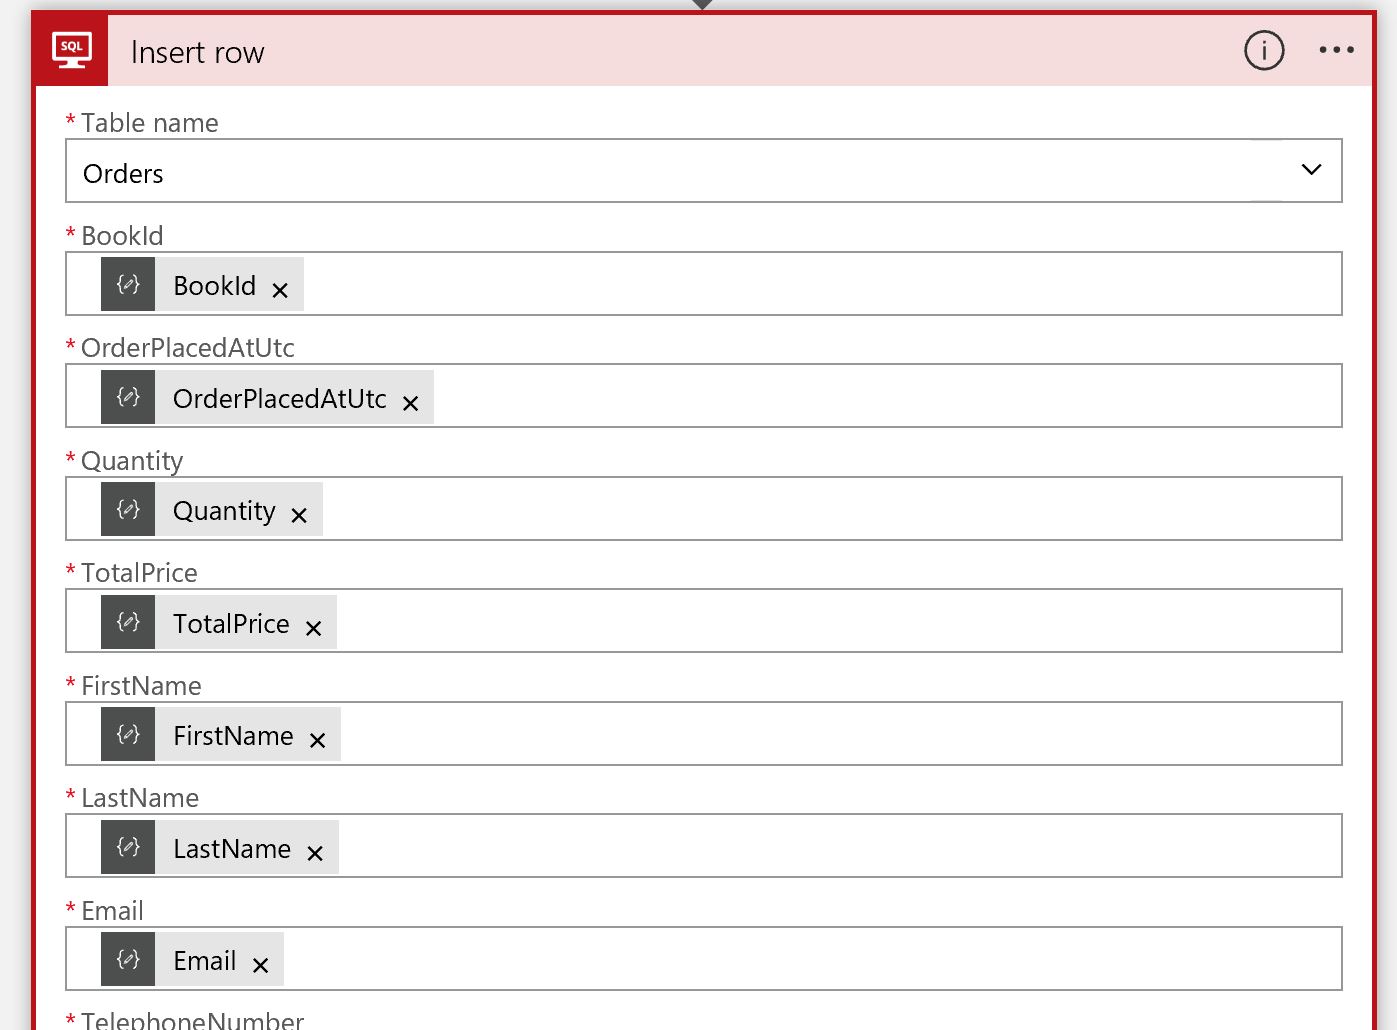 SQL
Insert row
* Table name
Orders
* BookId
BookId ×
* OrderPlacedAtUtc
OrderPlacedAtUtc ×
* Quantity
Quantity ×
* TotalPrice
TotalPrice ×
* FirstName
FirstName ×
* LastName
LastName ×
* Email
Email ×
* TelephoneNumber